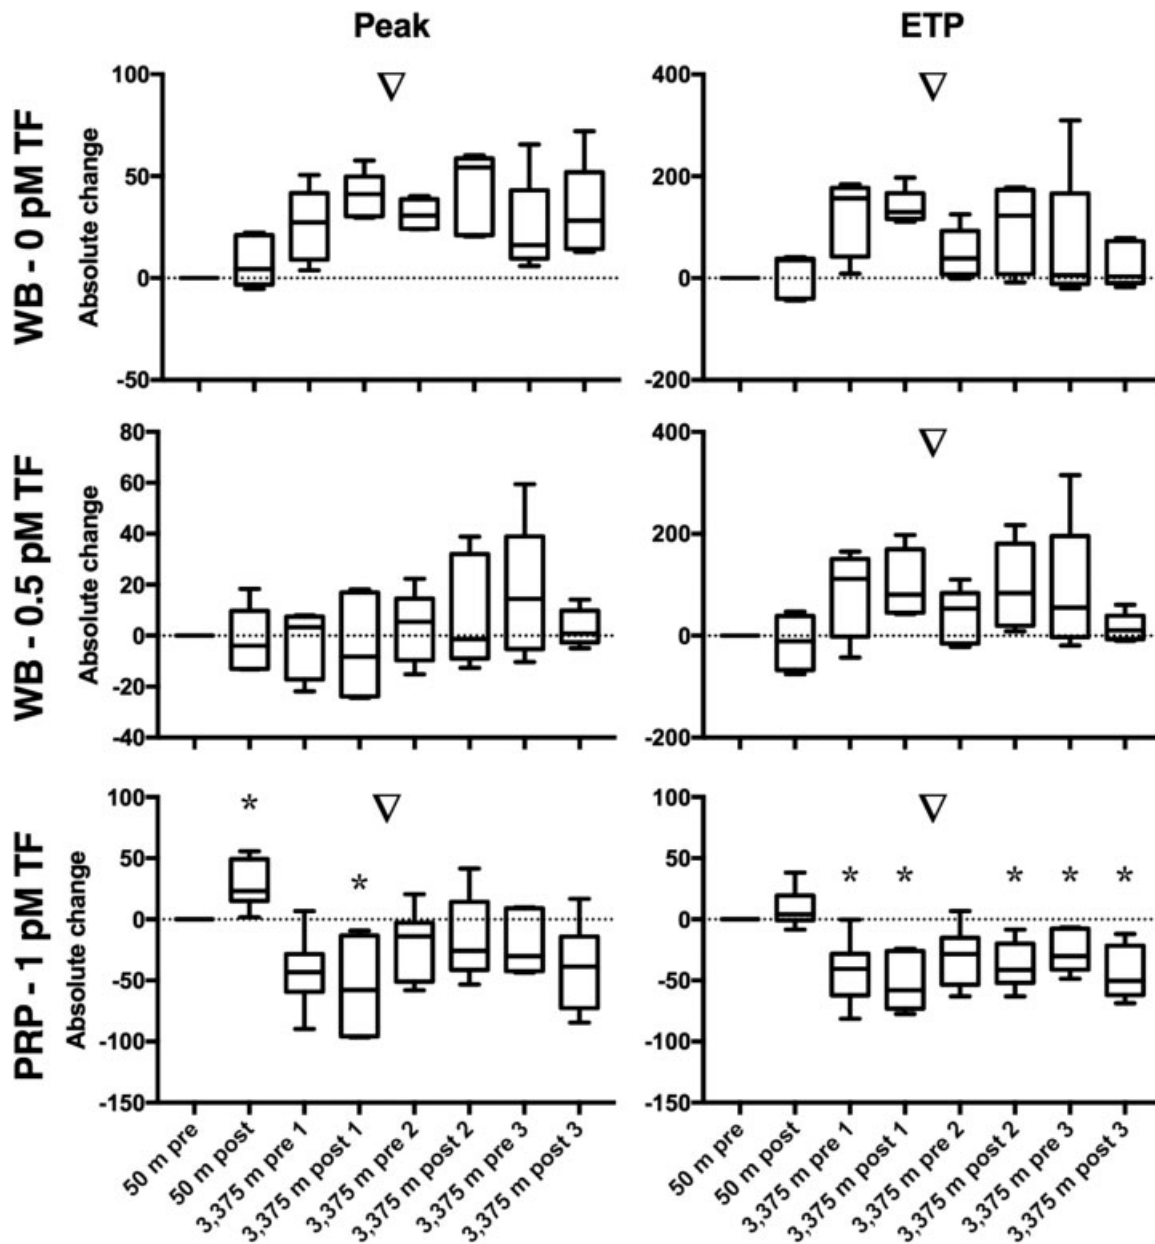 Peak
ETP
WB - 0 pM TF
Absolute change
100
50
0
-50
400
200
0
-200
WB - 0.5 pM TF
Absolute change
80
60
40
20
0
-20
-40
400
200
0
-200
PRP - 1 pM TF
Absolute change
100
50
0
-50
-100
-150
*
*
100
50
0
-50
-100
-150
*
*
*
*
*
50 m pre
50 m post
3,375 m pre 1
3,375 m post 1
3,375 m pre 2
3,375 m post 2
3,375 m pre 3
3,375 m post 3
50 m pre
50 m post
3,375 m pre 1
3,375 m post 1
3,375 m pre 2
3,375 m post 2
3,375 m pre 3
3,375 m post 3